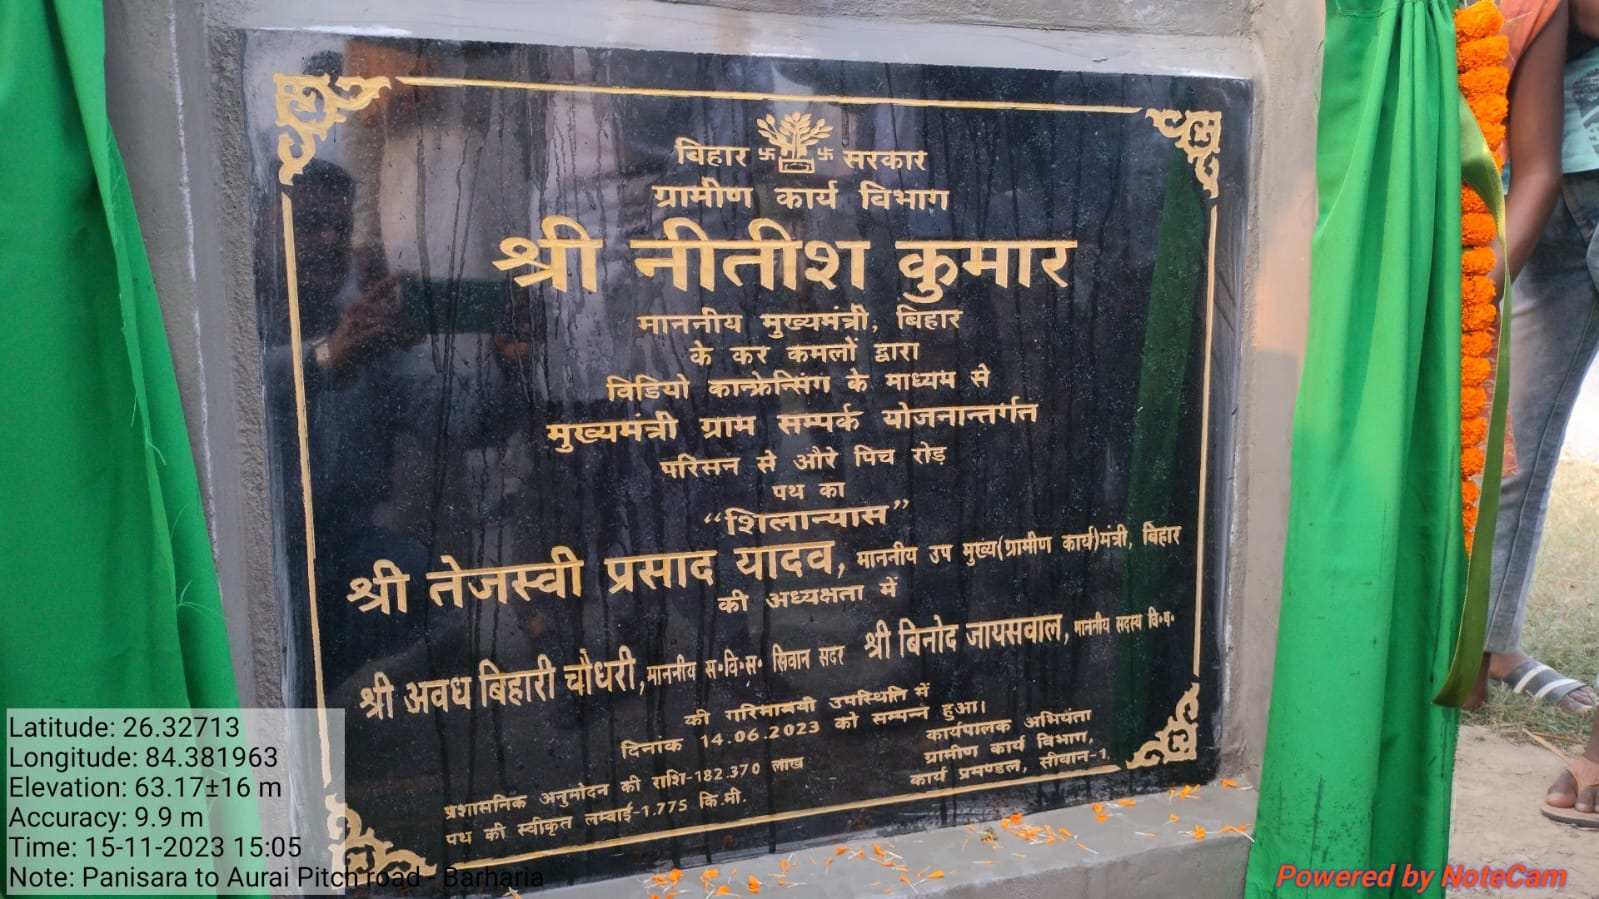 बिहार 卐 卐 सरकार
ग्रामीण कार्य विभाग
श्री नीतीश कुमार
माननीय मुख्यमंत्री, बिहार
के कर कमलों द्वारा
विडियो कान्फ्रेन्सिंग के माध्यम से
मुख्यमंत्री ग्राम सम्पर्क योजनान्तर्गन
परिसन से औरे पिच रोड़
पथ का
“शिलान्यास”
श्री तेजस्वी प्रसाद यादव, माननीय उप मुख्य(ग्रामीण कार्य)मंत्री, बिहार
की अध्यक्षता में
श्री अवध बिहारी चौधरी, माननीय स॰वि॰स॰ सिवान सदर श्री बिनोद जायसवाल, माननीय सदस्य वि॰प॰
की गरिमामयी उपस्थिति में
दिनांक 14.06.2023 को सम्पन्न हुआ।
कार्यपालक अभियंता
ग्रामीण कार्य विभाग,
कार्य प्रमण्डल, सीवान-1.
प्रशासनिक अनुमोदन की राशि-182.370 लाख
पथ की स्वीकृत लम्वाई-1.775 कि.मी.
Latitude: 26.32713
Longitude: 84.381963
Elevation: 63.17±16 m
Accuracy: 9.9 m
Time: 15-11-2023 15:05
Note: Panisara to Aurai Pitch road - Barharia
Powered by NoteCam